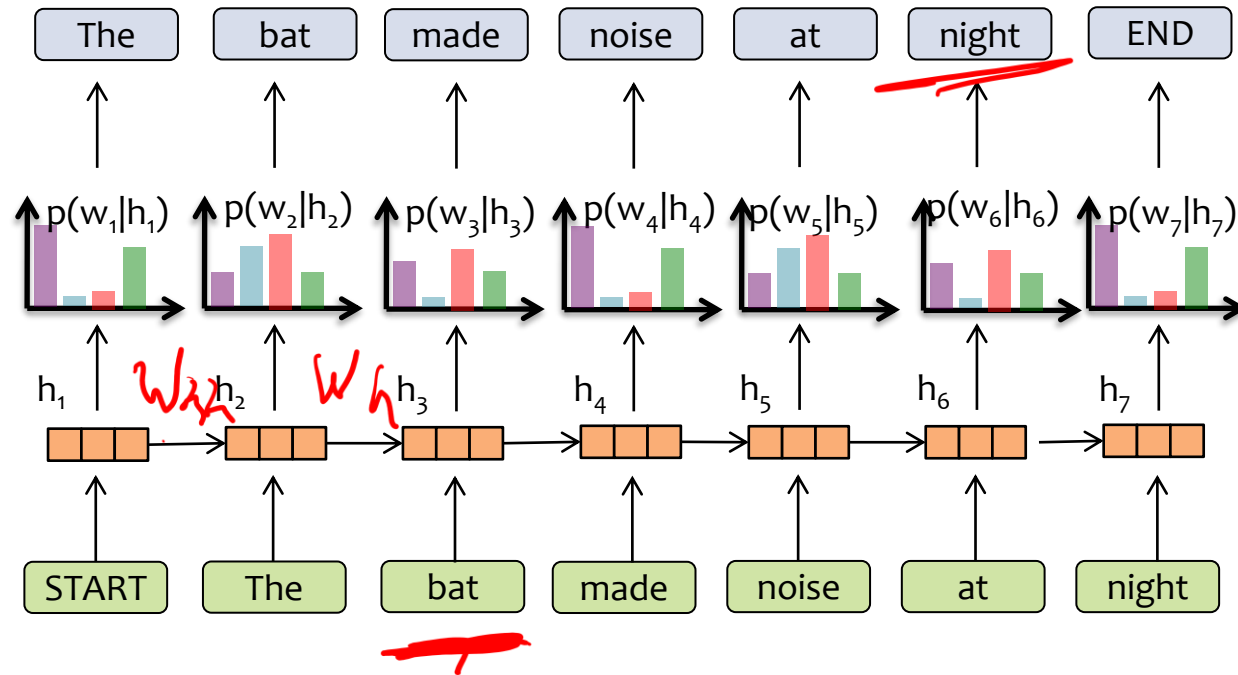 The bat made noise at night END
p(w₁|h₁) p(w₂|h₂) p(w₃|h₃) p(w₄|h₄) p(w₅|h₅) p(w₆|h₆) p(w₇|h₇)
h₁ h₂ W h h₃ h₄ h₅ h₆ h₇
START The bat made noise at night